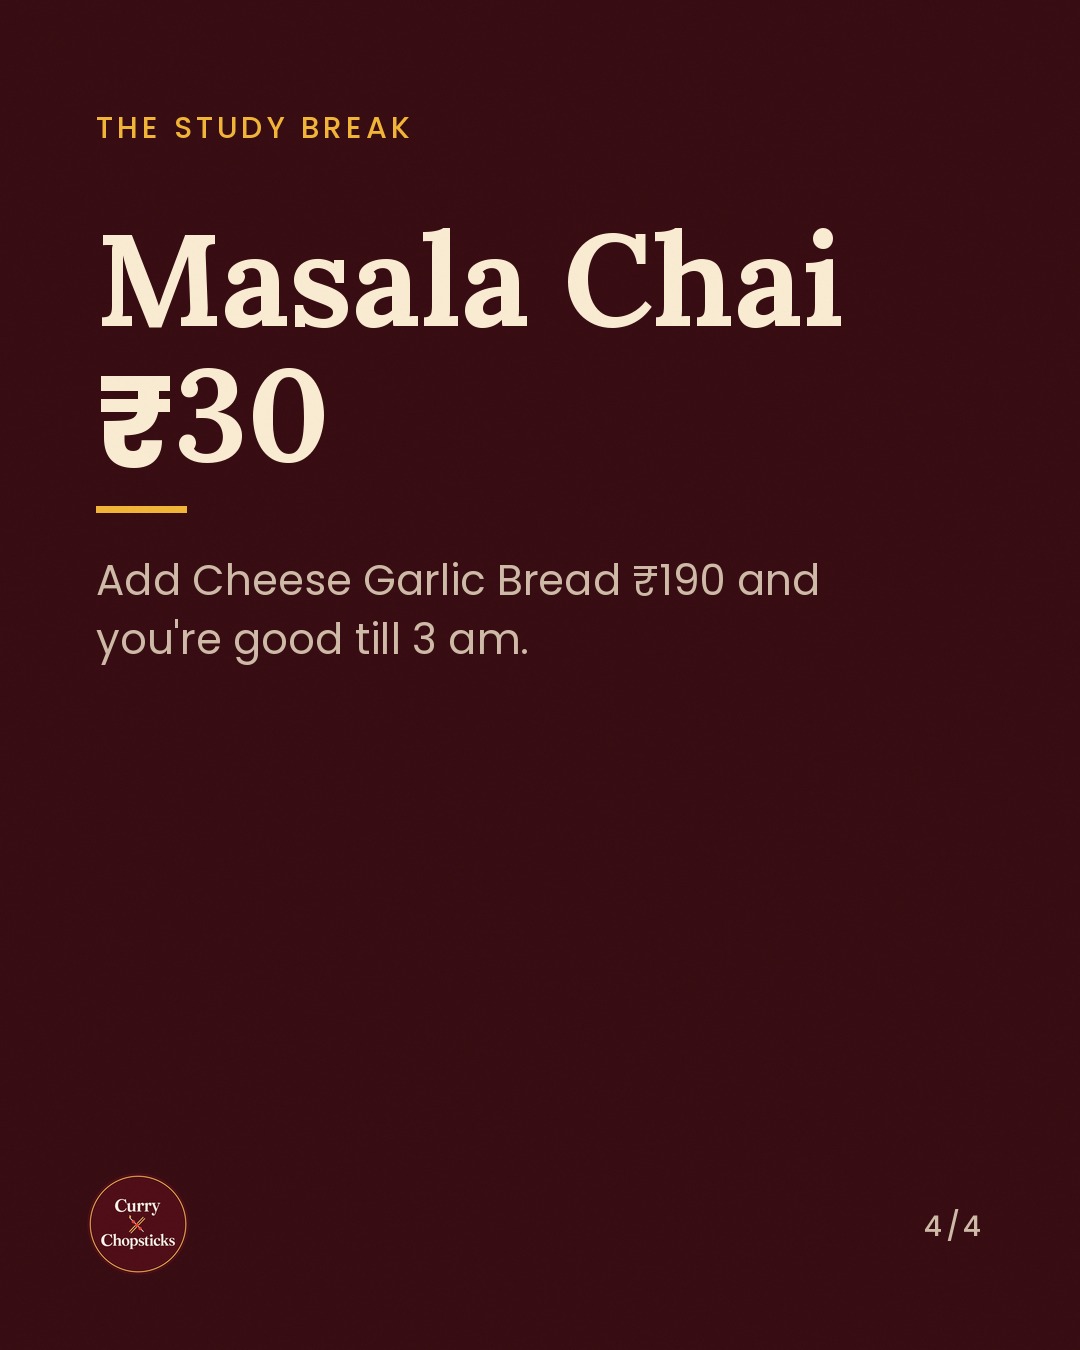 THE STUDY BREAK
Masala Chai
₹30
Add Cheese Garlic Bread ₹190 and
you're good till 3 am.
Curry
Chopsticks
4/4